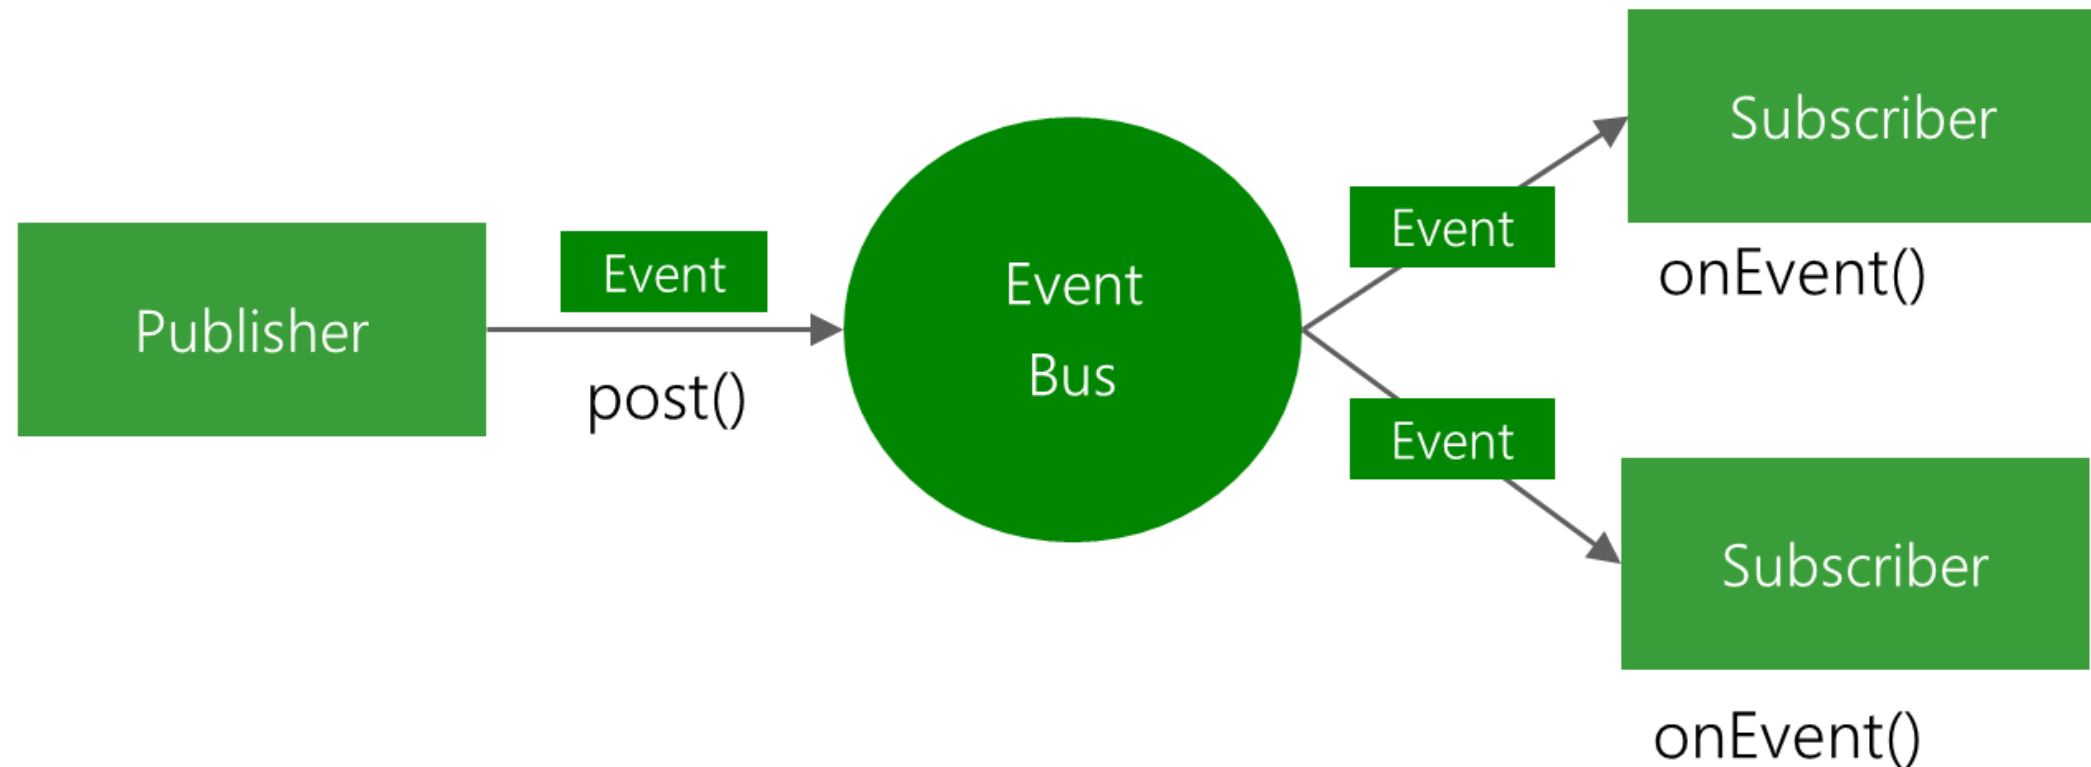 Publisher
Event
post()
Event
Bus
Event
Event
Subscriber
onEvent()
Subscriber
onEvent()